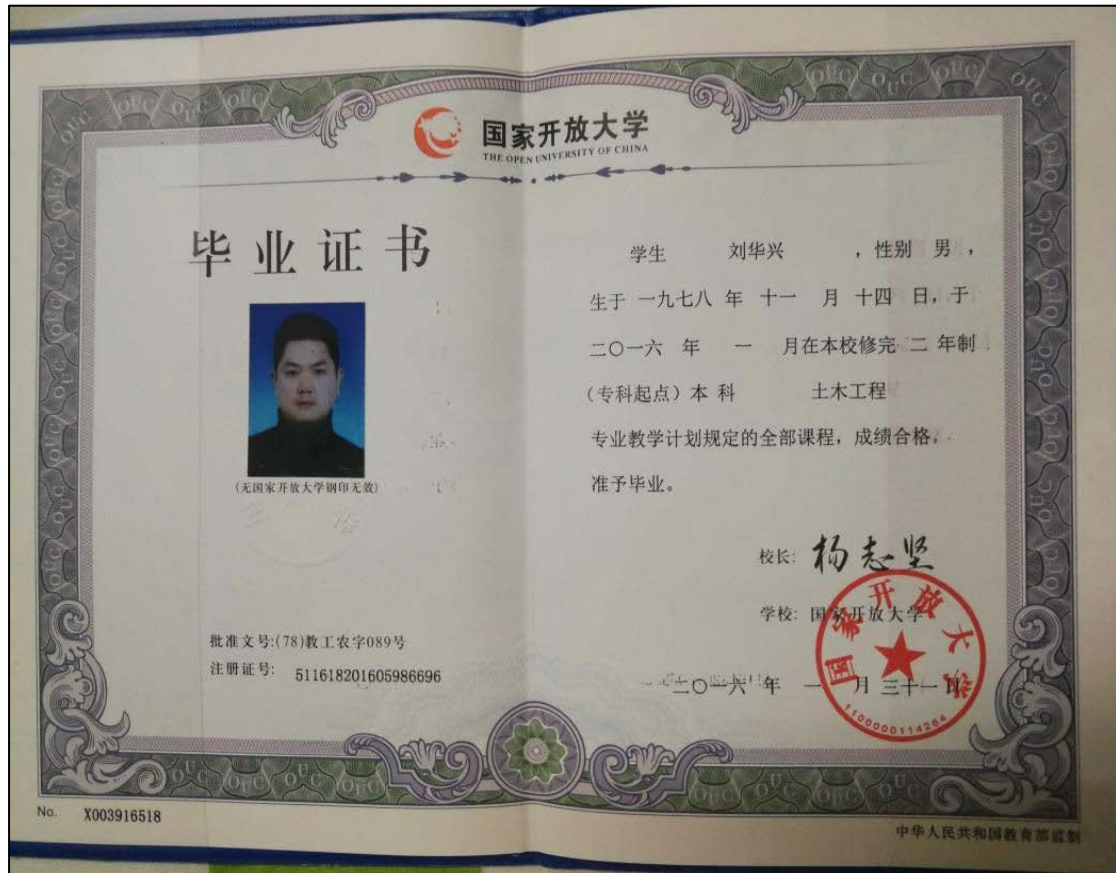 国家开放大学
THE OPEN UNIVERSITY OF CHINA
毕业证书
(无国家开放大学钢印无效)
批准文号:(78)教工农字089号
注册证号: 511618201605986696
学生 刘华兴 ，性别 男，
生于 一九七八 年 十一 月 十四 日，于
二〇一六 年 一 月在本校修完 二 年制
(专科起点) 本 科 土木工程
专业教学计划规定的全部课程，成绩合格，
准予毕业。
校长: 杨志坚
学校: 国家开放大学
二〇一六 年 一 月 三十一 日
国家开放大学
1100000114264
No. X003916518
中华人民共和国教育部监制